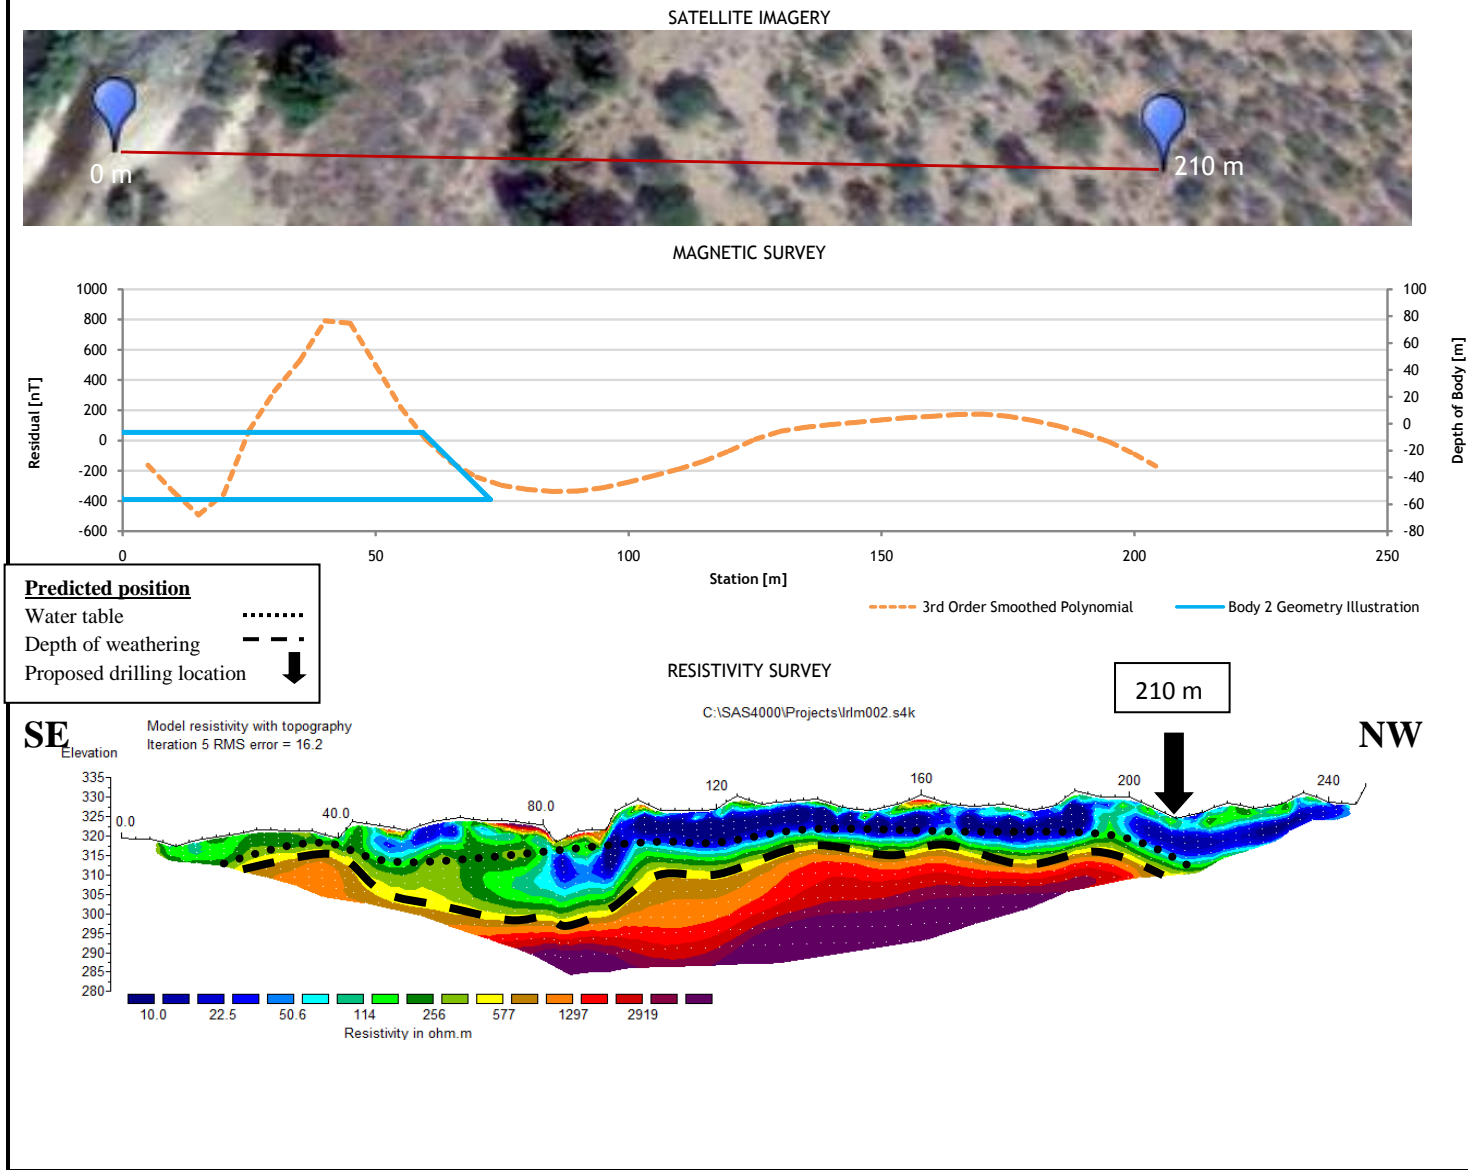 SATELLITE IMAGERY
0 m
210 m
MAGNETIC SURVEY
1000
800
600
400
200
0
-200
-400
-600
Residual [nT]
100
80
60
40
20
0
-20
-40
-60
-80
Depth of Body [m]
0
50
100
150
200
250
Station [m]
3rd Order Smoothed Polynomial
Body 2 Geometry Illustration
Predicted position
Water table
Depth of weathering
Proposed drilling location
RESISTIVITY SURVEY
210 m
SE
NW
Model resistivity with topography
Iteration 5 RMS error = 16.2
C:\SAS4000\Projects\lrlm002.s4k
Elevation
335
330
325
320
315
310
305
300
295
290
285
280
0.0
40.0
80.0
120
160
200
240
10.0 22.5 50.6 114 256 577 1297 2919
Resistivity in ohm.m